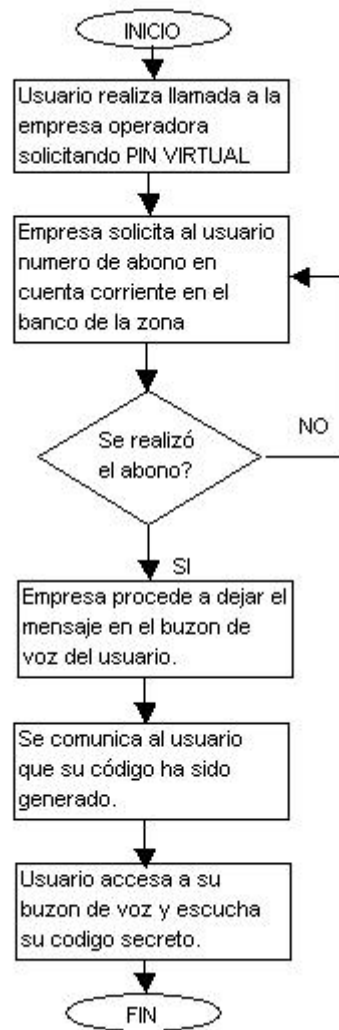 INICIO
Usuario realiza llamada a la
empresa operadora
solicitando PIN VIRTUAL
Empresa solicita al usuario
numero de abono en
cuenta corriente en el
banco de la zona
Se realizó
el abono?
NO
SI
Empresa procede a dejar el
mensaje en el buzon de
voz del usuario.
Se comunica al usuario
que su código ha sido
generado.
Usuario accesa a su
buzon de voz y escucha
su codigo secreto.
FIN